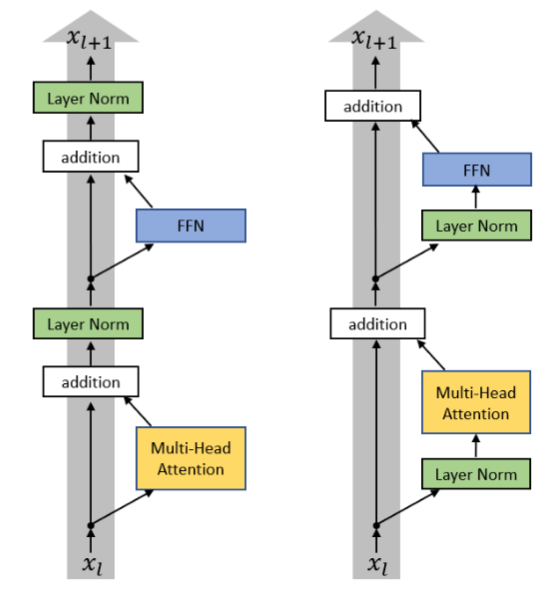 x_{l+1}
Layer Norm
addition
FFN
Layer Norm
addition
Multi-Head
Attention
x_l
x_{l+1}
addition
FFN
Layer Norm
addition
Multi-Head
Attention
Layer Norm
x_l